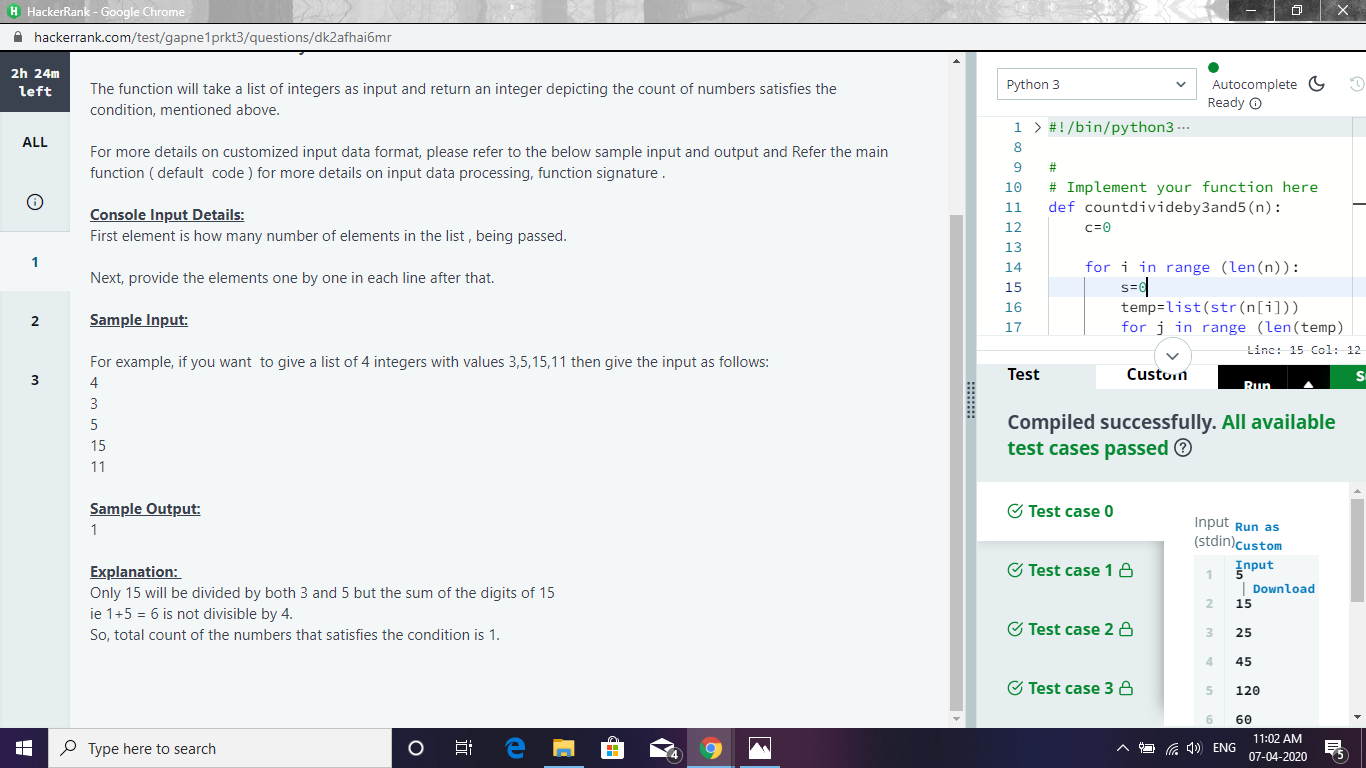 HackerRank - Google Chrome
hackerrank.com/test/gapne1prkt3/questions/dk2afhai6mr
2h 24m
left
ALL
1
2
3
The function will take a list of integers as input and return an integer depicting the count of numbers satisfies the
condition, mentioned above.
For more details on customized input data format, please refer to the below sample input and output and Refer the main
function ( default  code ) for more details on input data processing, function signature .
Console Input Details:
First element is how many number of elements in the list , being passed.
Next, provide the elements one by one in each line after that.
Sample Input:
For example, if you want  to give a list of 4 integers with values 3,5,15,11 then give the input as follows:
4
3
5
15
11
Sample Output:
1
Explanation:
Only 15 will be divided by both 3 and 5 but the sum of the digits of 15
ie 1+5 = 6 is not divisible by 4.
So, total count of the numbers that satisfies the condition is 1.
Python 3
Autocomplete
Ready
1 > #!/bin/python3 ···
8
9 #
10 # Implement your function here
11 def countdivideby3and5(n):
12 c=0
13
14 for i in range (len(n)):
15 s=0
16 temp=list(str(n[i]))
17 for j in range (len(temp)
Line: 15 Col: 12
Test
Custom
Run
S
Compiled successfully. All available
test cases passed
Test case 0
Test case 1
Test case 2
Test case 3
Input
(stdin)
Run as
Custom
Input
| Download
1 5
2 15
3 25
4 45
5 120
6 60
Type here to search
4
ENG
11:02 AM
07-04-2020
5